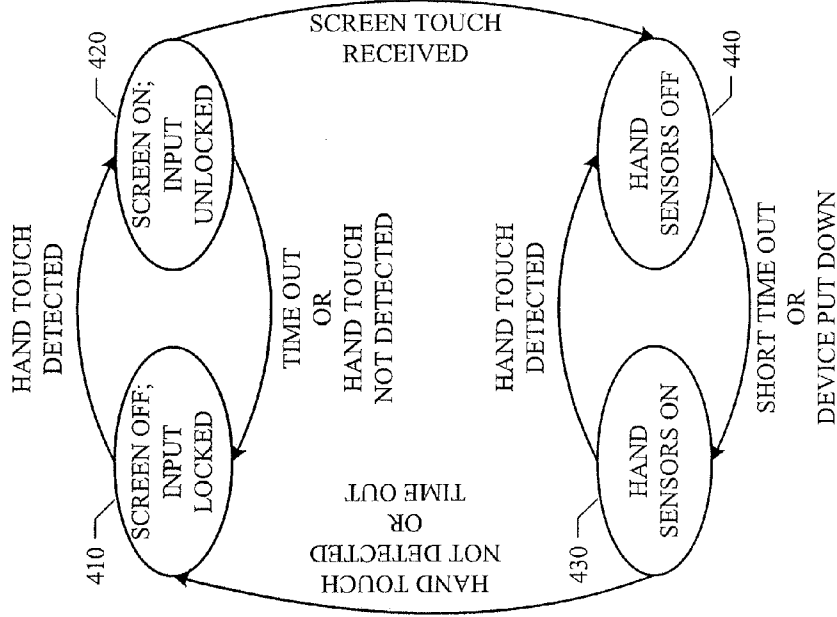 HAND TOUCH
DETECTED
410
SCREEN OFF;
INPUT
LOCKED
420
SCREEN ON;
INPUT
UNLOCKED
TIME OUT
OR
HAND TOUCH
NOT DETECTED
HAND TOUCH
NOT DETECTED
OR
TIME OUT
SCREEN TOUCH
RECEIVED
HAND TOUCH
DETECTED
430
HAND
SENSORS ON
440
HAND
SENSORS OFF
SHORT TIME OUT
OR
DEVICE PUT DOWN